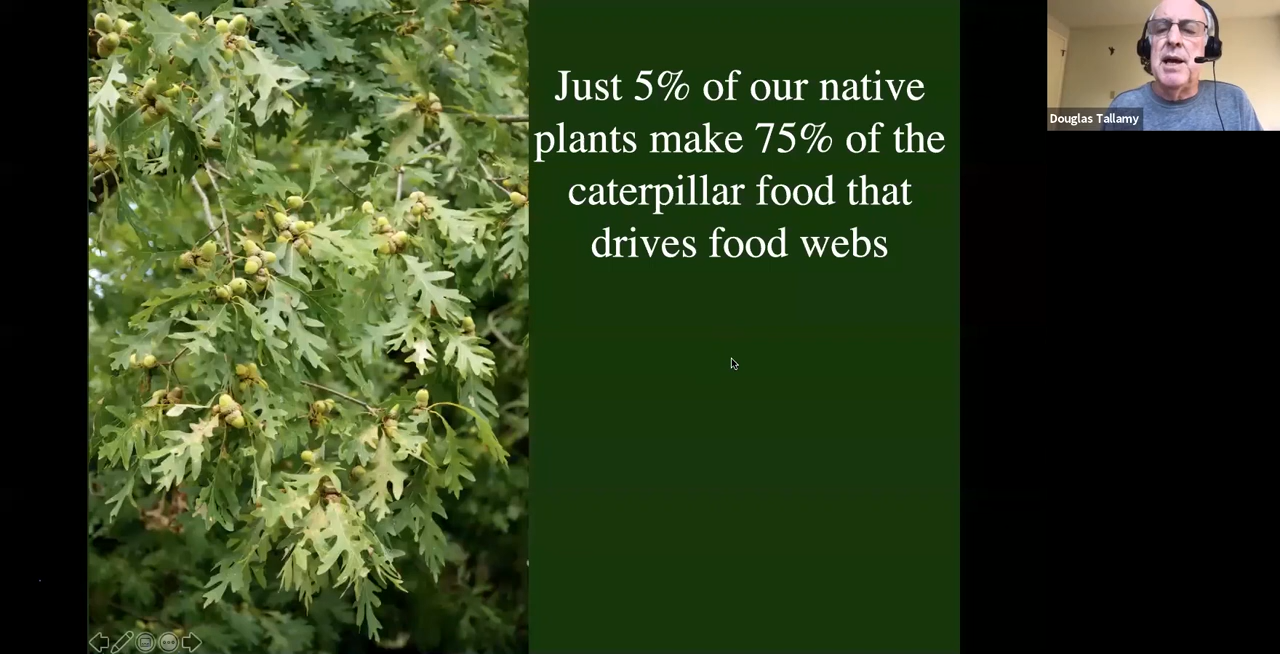 Just 5% of our native
plants make 75% of the
caterpillar food that
drives food webs
Douglas Tallamy